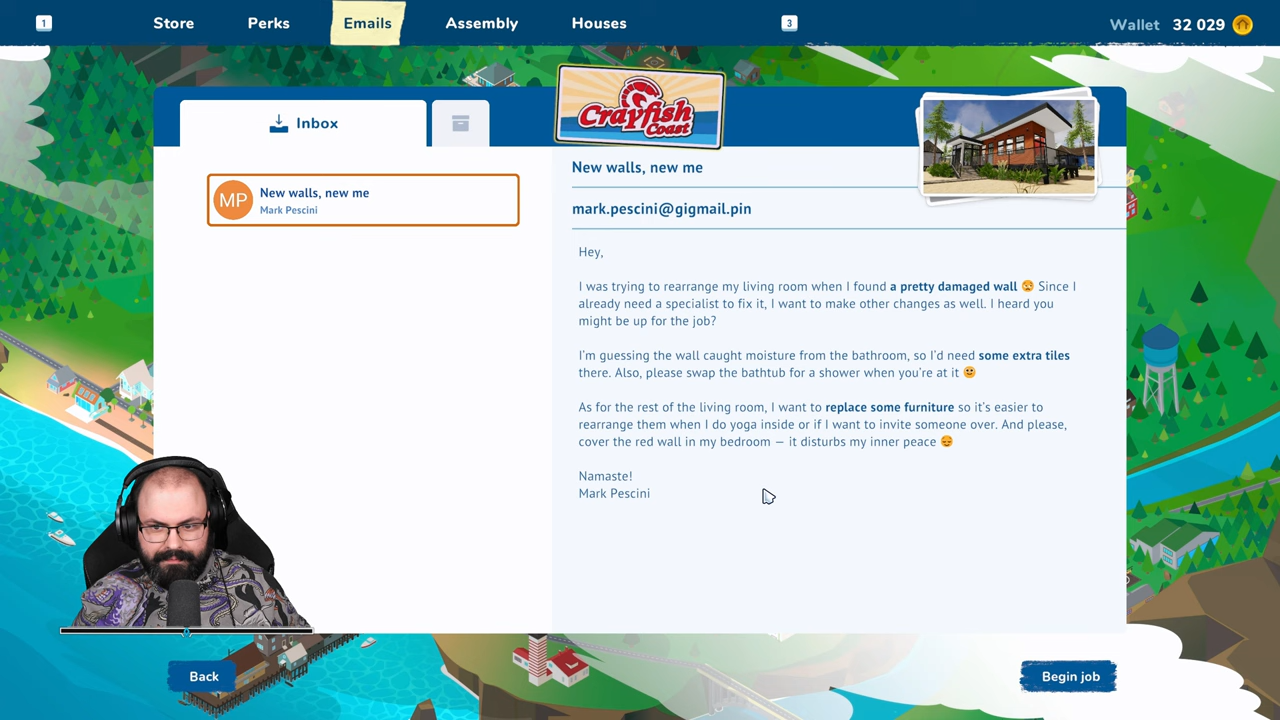 1 Store Perks Emails Assembly Houses 3 Wallet 32 029
Inbox
Crayfish
Coast
New walls, new me
MP New walls, new me
Mark Pescini
mark.pescini@gigmail.pin
Hey,
I was trying to rearrange my living room when I found a pretty damaged wall 😧 Since I
already need a specialist to fix it, I want to make other changes as well. I heard you
might be up for the job?
I'm guessing the wall caught moisture from the bathroom, so I'd need some extra tiles
there. Also, please swap the bathtub for a shower when you're at it 🙂
As for the rest of the living room, I want to replace some furniture so it's easier to
rearrange them when I do yoga inside or if I want to invite someone over. And please,
cover the red wall in my bedroom — it disturbs my inner peace 😌
Namaste!
Mark Pescini
Back Begin job